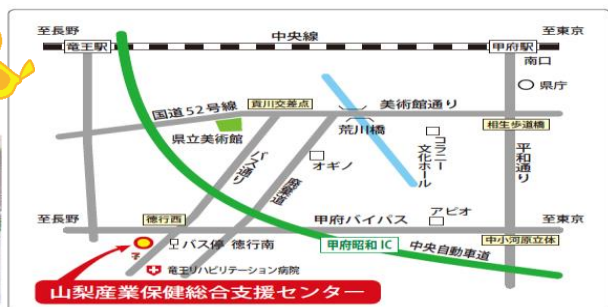 至長野
中央線
至東京
竜王駅
甲府駅
南口
県庁
国道52号線
貢川交差点
美術館通り
相生歩道橋
県立美術館
荒川橋
コラニー
文化ホール
平和通り
オギノ
バス通り
廃軌道
アピオ
至長野
徳行西
甲府バイパス
至東京
バス停 徳行南
甲府昭和IC
中央自動車道
中小河原立体
竜王リハビリテーション病院
山梨産業保健総合支援センター